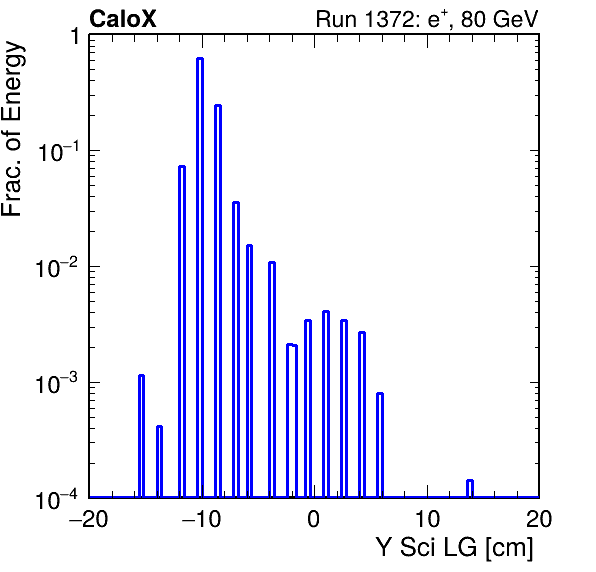 CaloX Run 1372: e⁺, 80 GeV
Frac. of Energy
1
10⁻¹
10⁻²
10⁻³
10⁻⁴
−20 −10 0 10 20
Y Sci LG [cm]